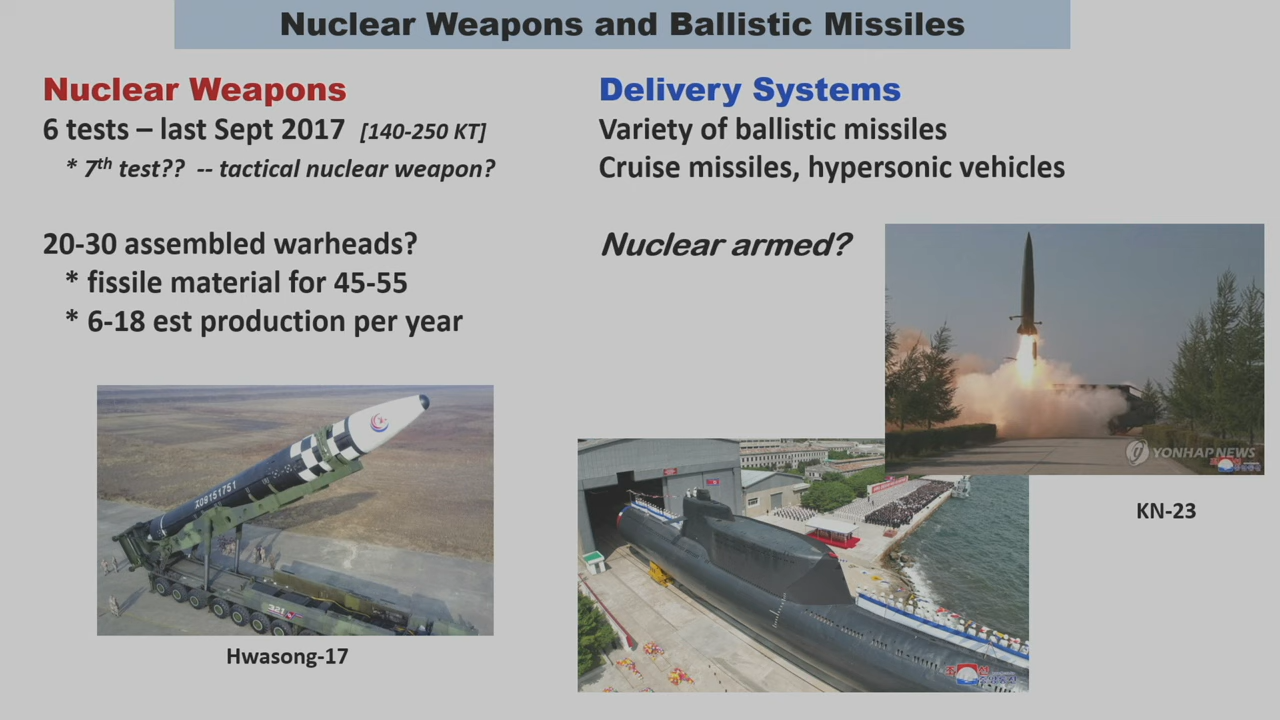 Nuclear Weapons and Ballistic Missiles
Nuclear Weapons
6 tests – last Sept 2017 [140-250 KT]
* 7th test?? -- tactical nuclear weapon?
20-30 assembled warheads?
* fissile material for 45-55
* 6-18 est production per year
Delivery Systems
Variety of ballistic missiles
Cruise missiles, hypersonic vehicles
Nuclear armed?
YONHAP NEWS
KN-23
321
Hwasong-17